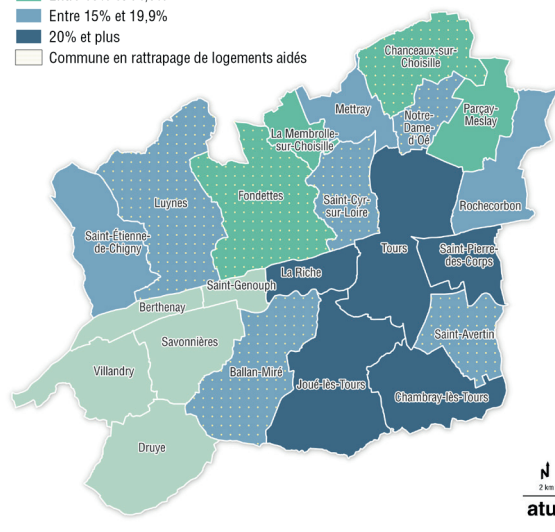 Entre 15% et 19,9%
20% et plus
Commune en rattrapage de logements aidés
Chanceaux-sur-
Choisille
Mettray
Notre-
Dame-
d'Oé
Parçay-
Meslay
La Membrolle-
sur-Choisille
Luynes
Fondettes
Saint-Cyr-
sur-Loire
Rochecorbon
Saint-Étienne-
de-Chigny
Tours
Saint-Pierre-
des-Corps
La Riche
Saint-Genouph
Berthenay
Savonnières
Saint-Avertin
Villandry
Ballan-Miré
Joué-lès-Tours
Chambray-lès-Tours
Druye
N
2 km
atu